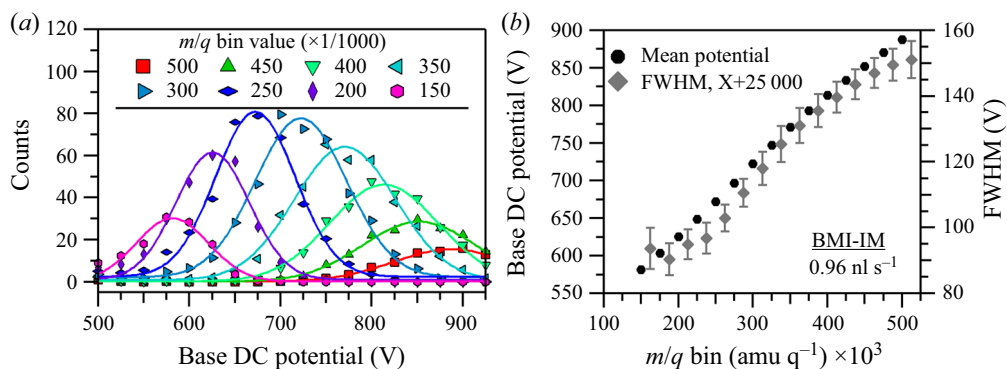 (a)
120
100
80
60
40
20
0
Counts
m/q bin value (×1/1000)
500 450 400 350
300 250 200 150
500 600 700 800 900
Base DC potential (V)
(b)
900
850
800
750
700
650
600
550
Base DC potential (V)
Mean potential
FWHM, X+25 000
BMI-IM
0.96 nl s⁻¹
160
140
120
100
80
FWHM (V)
100 200 300 400 500
m/q bin (amu q⁻¹) ×10³